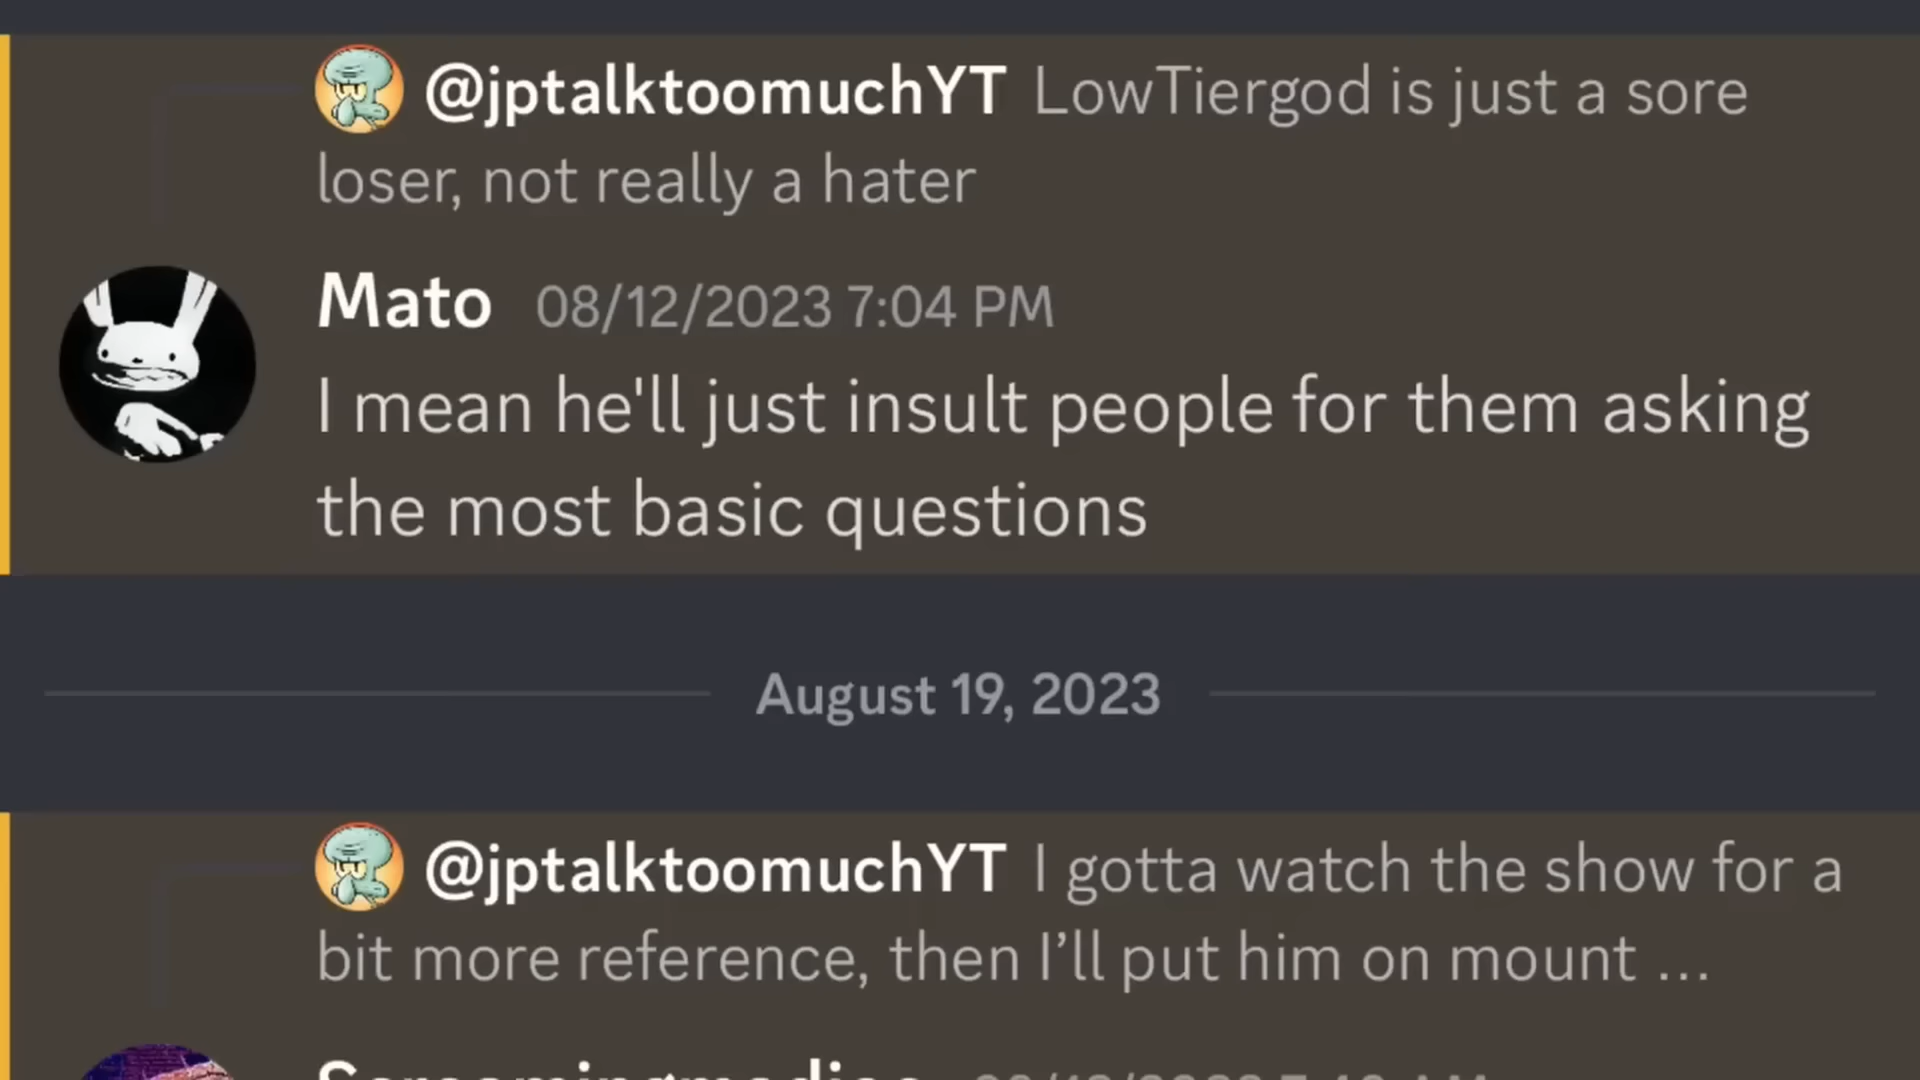 @jptalktoomuchYT LowTiergod is just a sore
loser, not really a hater
Mato 08/12/2023 7:04 PM
I mean he'll just insult people for them asking
the most basic questions
August 19, 2023
@jptalktoomuchYT I gotta watch the show for a
bit more reference, then I’ll put him on mount ...